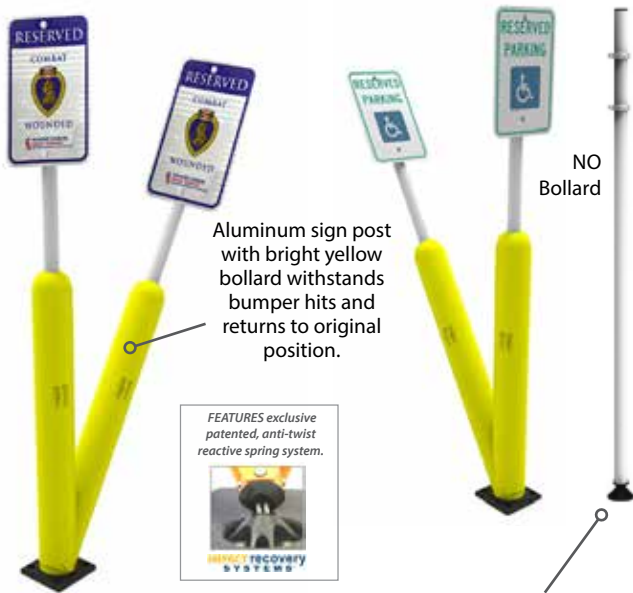 RESERVED
COMBAT
WOUNDED
RESERVED
COMBAT
WOUNDED
RESERVED
PARKING
RESERVED
PARKING
NO
Bollard
Aluminum sign post
with bright yellow
bollard withstands
bumper hits and
returns to original
position.
FEATURES exclusive
patented, anti-twist
reactive spring system.
IMPACT recovery
SYSTEMS